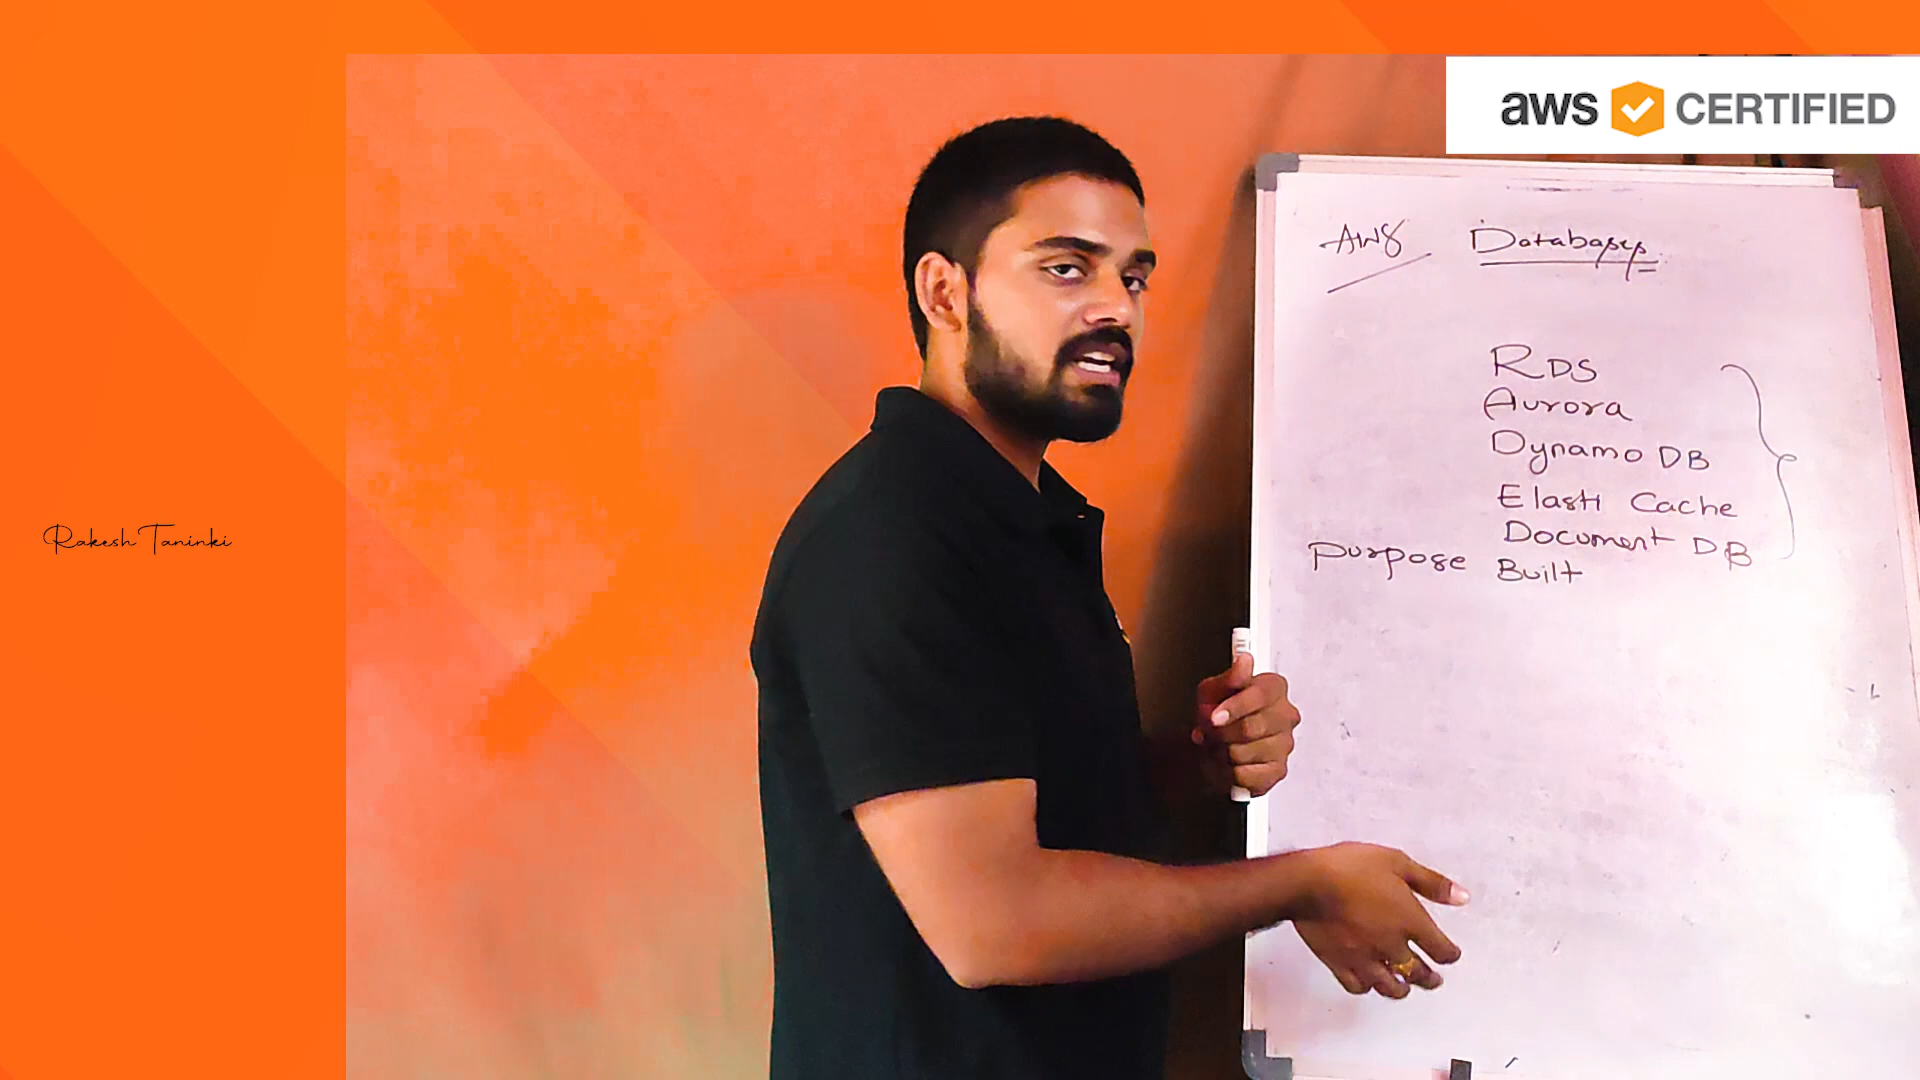 aws CERTIFIED
AWS Databases
RDS
Aurora
Dynamo DB
Elasti Cache
Document DB
purpose Built
Rakesh Taninki